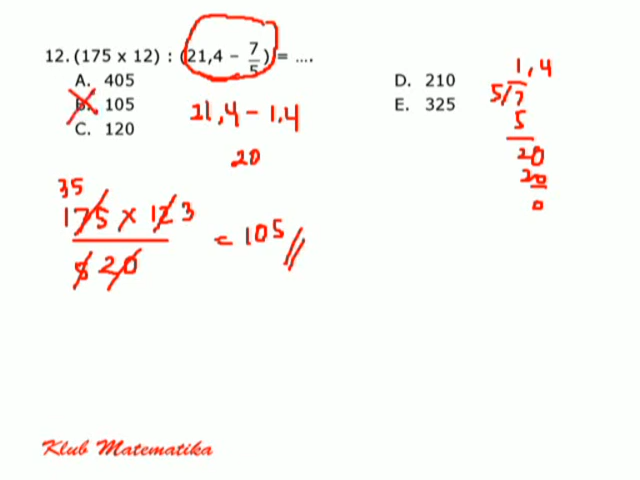 12. (175 x 12) : (21,4 – 7/5) = ....
A. 405
B. 105
C. 120
D. 210
E. 325
21,4 – 1,4
20
1,4
5/7
5
20
20
0
35
175 x 12 3
5 20
= 105 //
Klub Matematika